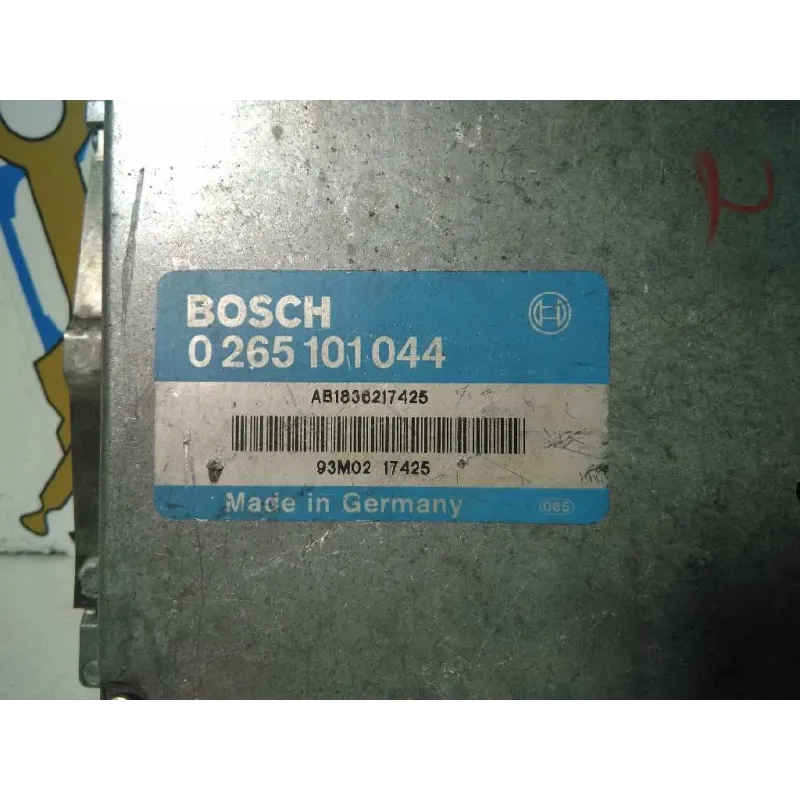 BOSCH
0 265 101 044
AB1836217425
93M02 17425
Made in Germany
065